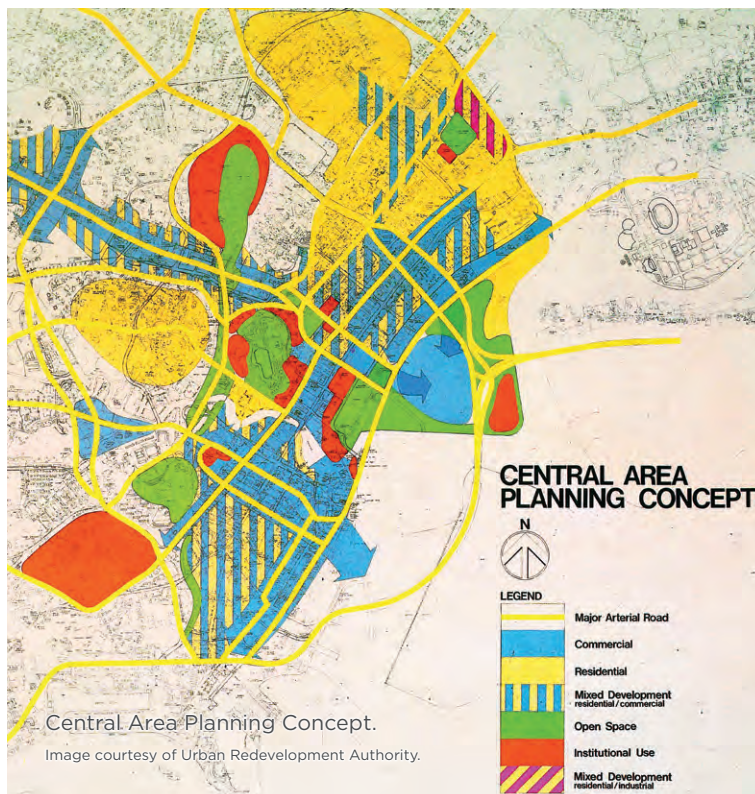 CENTRAL AREA
PLANNING CONCEPT
N
LEGEND
Major Arterial Road
Commercial
Residential
Mixed Development
residential/commercial
Open Space
Institutional Use
Mixed Development
residential/industrial
Central Area Planning Concept.
Image courtesy of Urban Redevelopment Authority.